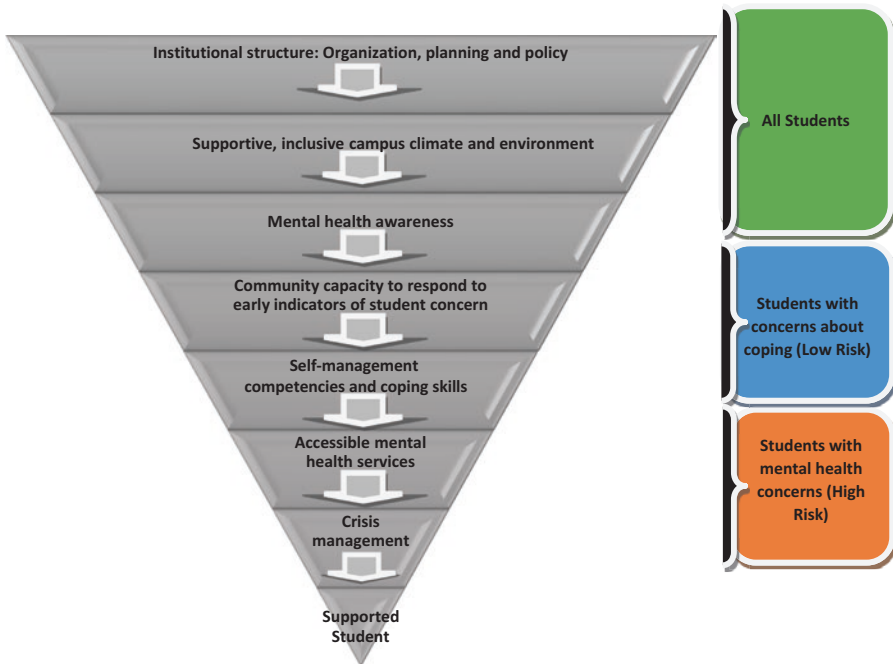 Institutional structure: Organization, planning and policy
Supportive, inclusive campus climate and environment
Mental health awareness
Community capacity to respond to
early indicators of student concern
Self-management
competencies and coping skills
Accessible mental
health services
Crisis
management
Supported
Student
All Students
Students with
concerns about
coping (Low Risk)
Students with
mental health
concerns (High
Risk)